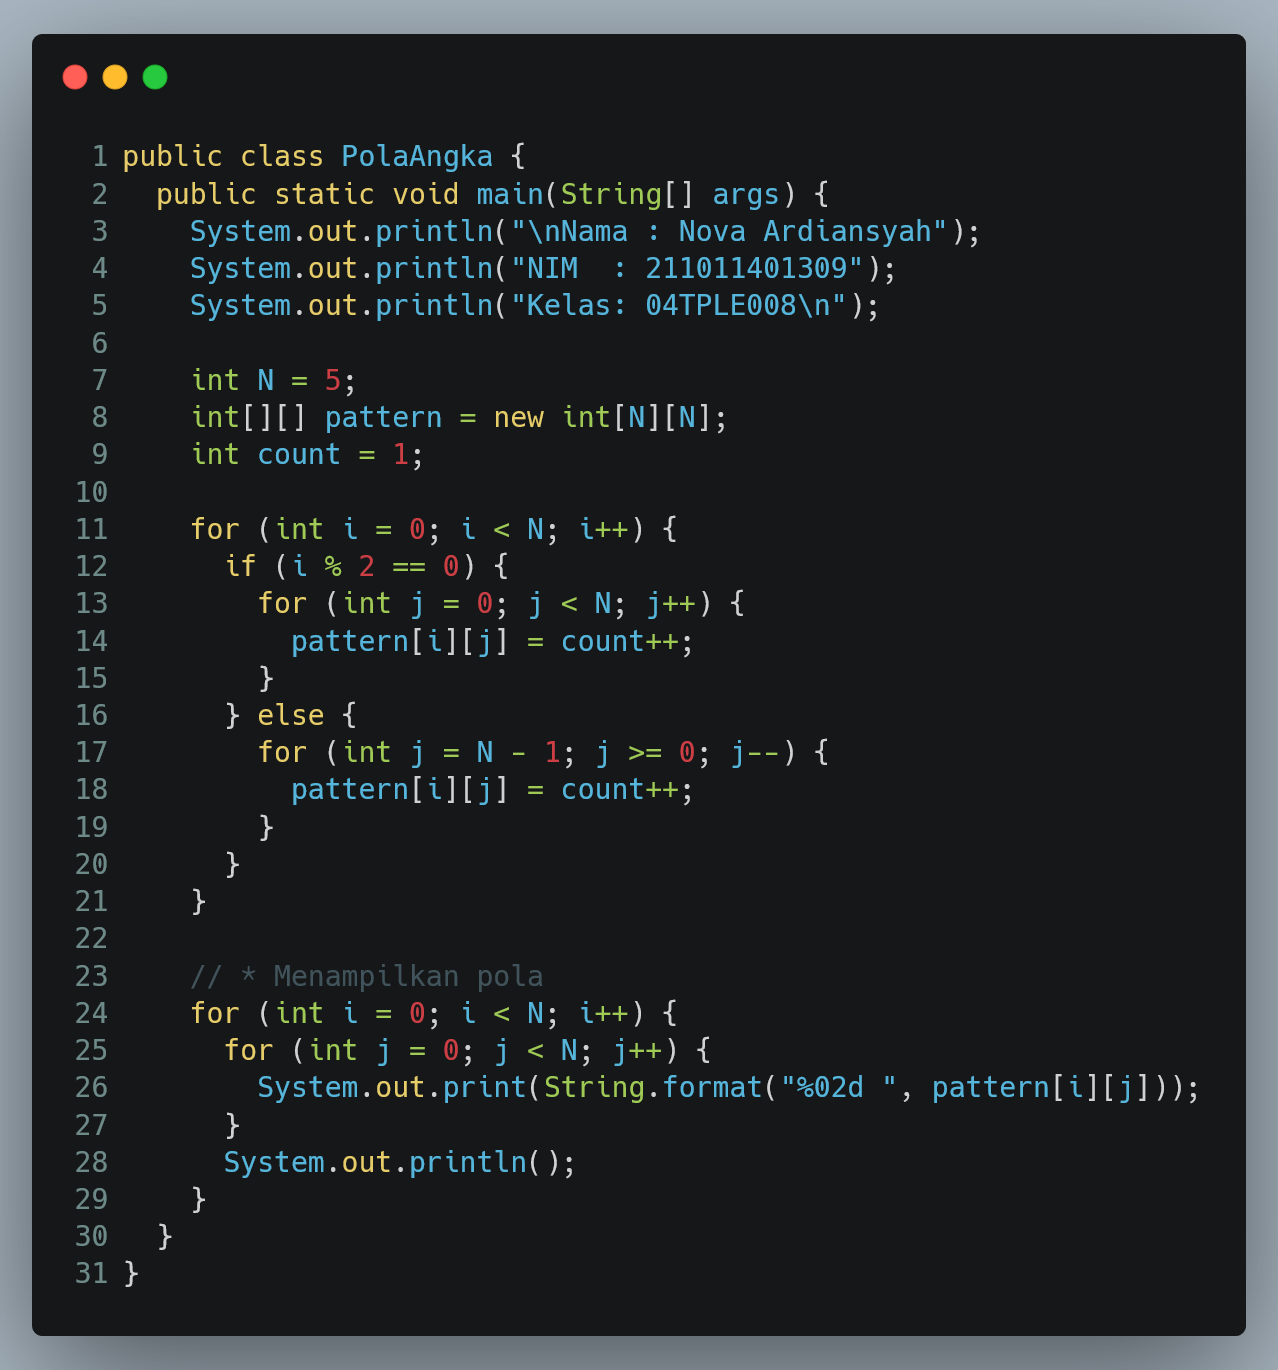 1 public class PolaAngka {
2   public static void main(String[] args) {
3     System.out.println("\nNama : Nova Ardiansyah");
4     System.out.println("NIM  : 211011401309");
5     System.out.println("Kelas: 04TPLE008\n");
6
7     int N = 5;
8     int[][] pattern = new int[N][N];
9     int count = 1;
10
11     for (int i = 0; i < N; i++) {
12       if (i % 2 == 0) {
13         for (int j = 0; j < N; j++) {
14           pattern[i][j] = count++;
15         }
16       } else {
17         for (int j = N - 1; j >= 0; j--) {
18           pattern[i][j] = count++;
19         }
20       }
21     }
22
23     // * Menampilkan pola
24     for (int i = 0; i < N; i++) {
25       for (int j = 0; j < N; j++) {
26         System.out.print(String.format("%02d ", pattern[i][j]));
27       }
28       System.out.println();
29     }
30   }
31 }